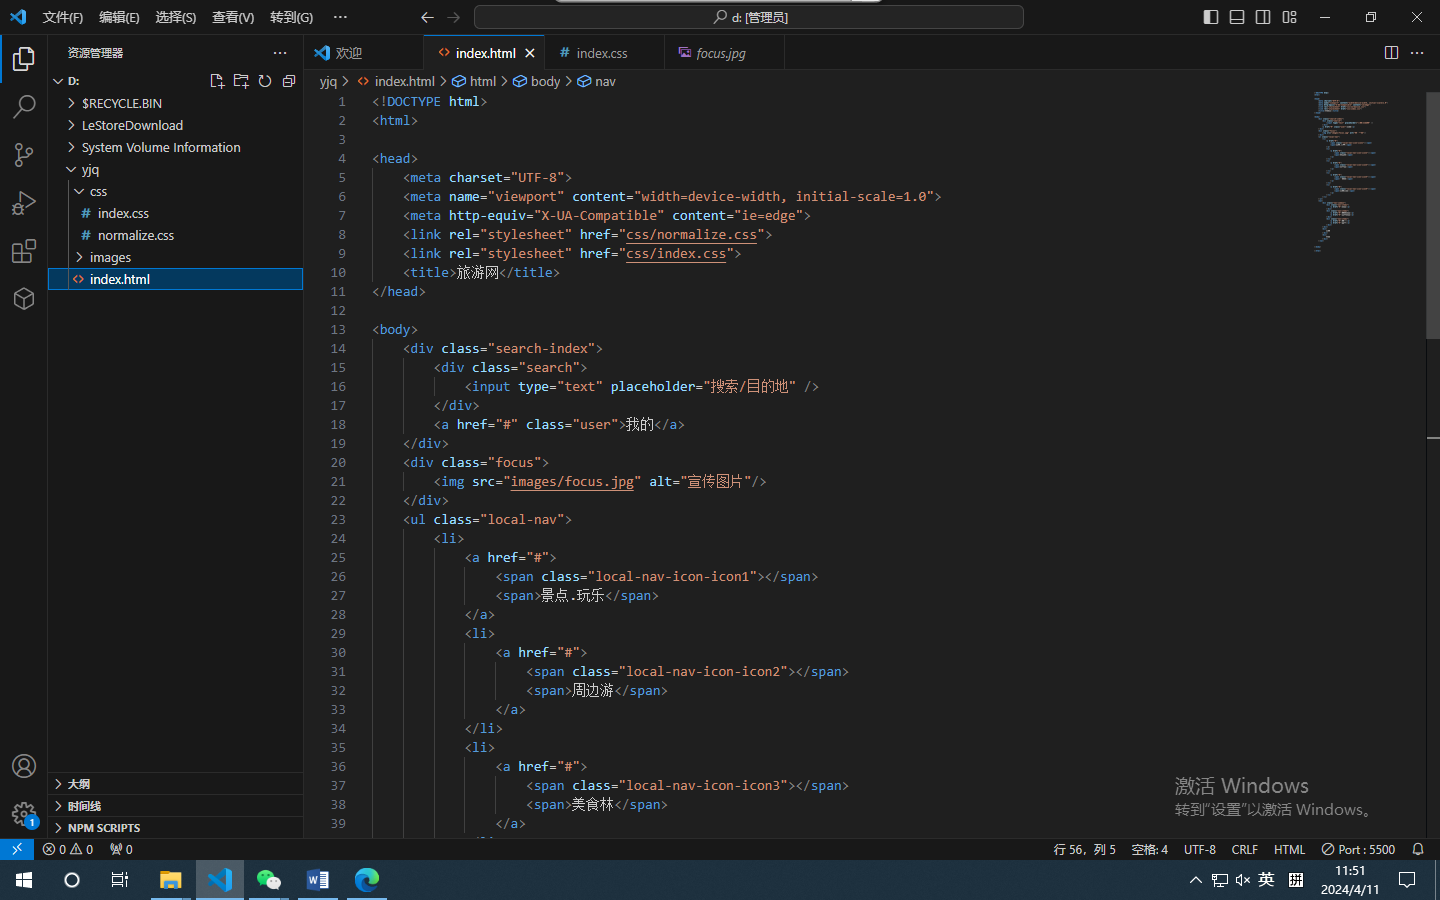 文件(F) 编辑(E) 选择(S) 查看(V) 转到(G) ··· d: [管理员]
资源管理器
欢迎 index.html index.css focus.jpg
D:
$RECYCLE.BIN
LeStoreDownload
System Volume Information
yjq
css
index.css
normalize.css
images
index.html
大纲
时间线
NPM SCRIPTS
yjq > index.html > html > body > nav
1 <!DOCTYPE html>
2 <html>
3
4 <head>
5 <meta charset="UTF-8">
6 <meta name="viewport" content="width=device-width, initial-scale=1.0">
7 <meta http-equiv="X-UA-Compatible" content="ie=edge">
8 <link rel="stylesheet" href="css/normalize.css">
9 <link rel="stylesheet" href="css/index.css">
10 <title>旅游网</title>
11 </head>
12
13 <body>
14 <div class="search-index">
15 <div class="search">
16 <input type="text" placeholder="搜索/目的地" />
17 </div>
18 <a href="#" class="user">我的</a>
19 </div>
20 <div class="focus">
21 <img src="images/focus.jpg" alt="宣传图片"/>
22 </div>
23 <ul class="local-nav">
24 <li>
25 <a href="#">
26 <span class="local-nav-icon-icon1"></span>
27 <span>景点.玩乐</span>
28 </a>
29 <li>
30 <a href="#">
31 <span class="local-nav-icon-icon2"></span>
32 <span>周边游</span>
33 </a>
34 </li>
35 <li>
36 <a href="#">
37 <span class="local-nav-icon-icon3"></span>
38 <span>美食林</span>
39 </a>
激活 Windows
转到“设置”以激活 Windows。
0 0 0 行 56，列 5 空格: 4 UTF-8 CRLF HTML Port : 5500
1
英 拼
11:51
2024/4/11